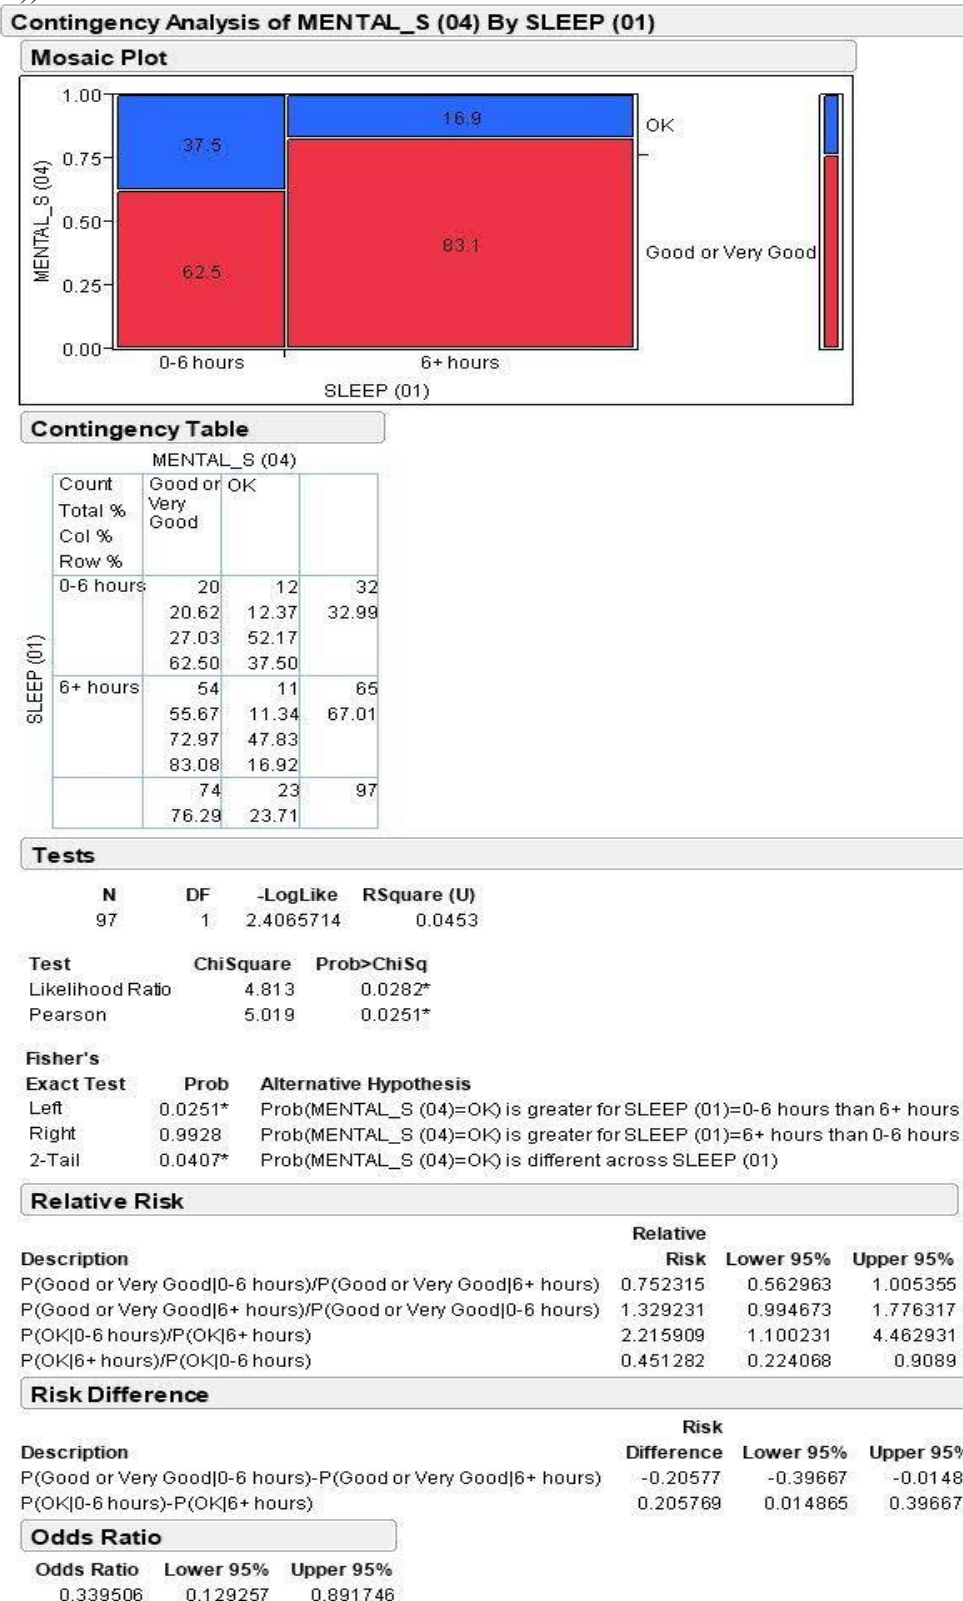 Contingency Analysis of MENTAL_S (04) By SLEEP (01)
Mosaic Plot
1.00
0.75
0.50
0.25
0.00
MENTAL_S (04)
37.5
16.9
62.5
83.1
OK
Good or Very Good
0-6 hours 6+ hours
SLEEP (01)
Contingency Table
MENTAL_S (04)
SLEEP (01)
Count Good or OK
Total % Very
Col % Good
Row %
0-6 hours 20 12 32
20.62 12.37 32.99
27.03 52.17
62.50 37.50
6+ hours 54 11 65
55.67 11.34 67.01
72.97 47.83
83.08 16.92
74 23 97
76.29 23.71
Tests
N DF -LogLike RSquare (U)
97 1 2.4065714 0.0453
Test ChiSquare Prob>ChiSq
Likelihood Ratio 4.813 0.0282*
Pearson 5.019 0.0251*
Fisher's
Exact Test Prob Alternative Hypothesis
Left 0.0251* Prob(MENTAL_S (04)=OK) is greater for SLEEP (01)=0-6 hours than 6+ hours
Right 0.9928 Prob(MENTAL_S (04)=OK) is greater for SLEEP (01)=6+ hours than 0-6 hours
2-Tail 0.0407* Prob(MENTAL_S (04)=OK) is different across SLEEP (01)
Relative Risk
Relative
Description Risk Lower 95% Upper 95%
P(Good or Very Good|0-6 hours)/P(Good or Very Good|6+ hours) 0.752315 0.562963 1.005355
P(Good or Very Good|6+ hours)/P(Good or Very Good|0-6 hours) 1.329231 0.994673 1.776317
P(OK|0-6 hours)/P(OK|6+ hours) 2.215909 1.100231 4.462931
P(OK|6+ hours)/P(OK|0-6 hours) 0.451282 0.224068 0.9089
Risk Difference
Risk
Description Difference Lower 95% Upper 95%
P(Good or Very Good|0-6 hours)-P(Good or Very Good|6+ hours) -0.20577 -0.39667 -0.0148
P(OK|0-6 hours)-P(OK|6+ hours) 0.205769 0.014865 0.39667
Odds Ratio
Odds Ratio Lower 95% Upper 95%
0.339506 0.129257 0.891746